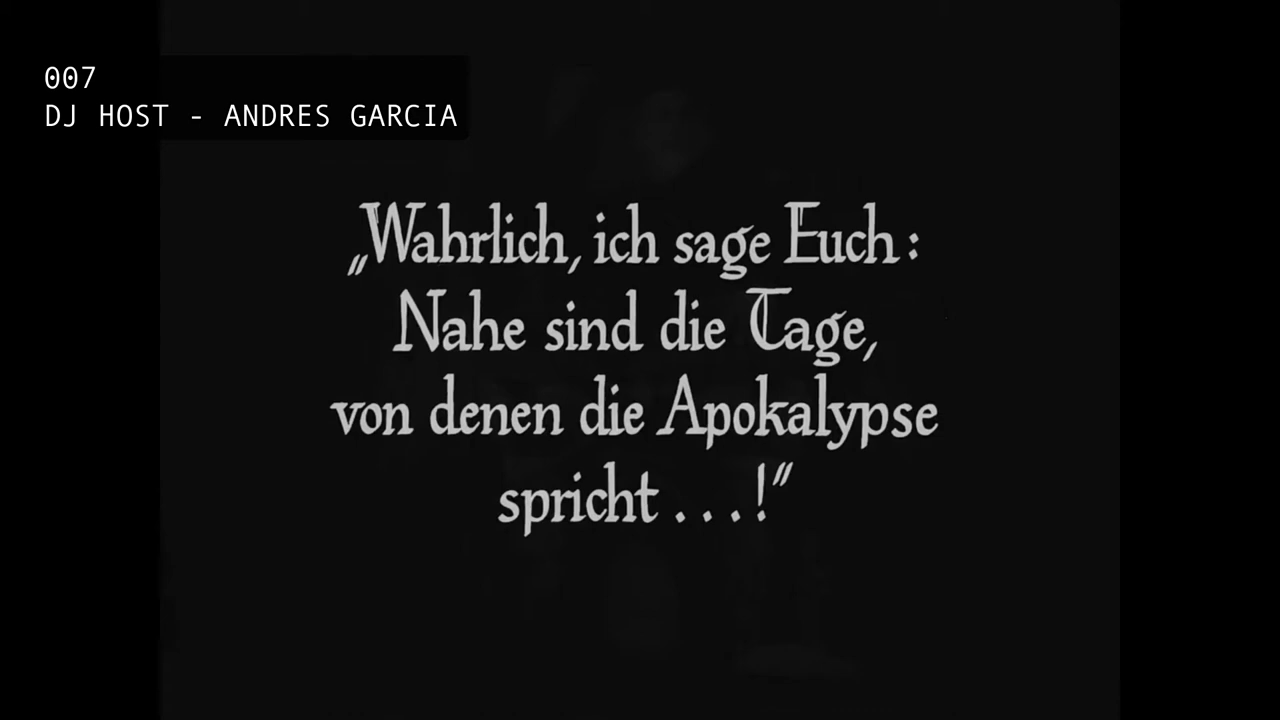 007
DJ HOST - ANDRES GARCIA
„Wahrlich, ich sage Euch:
Nahe sind die Tage,
von denen die Apokalypse
spricht...!”